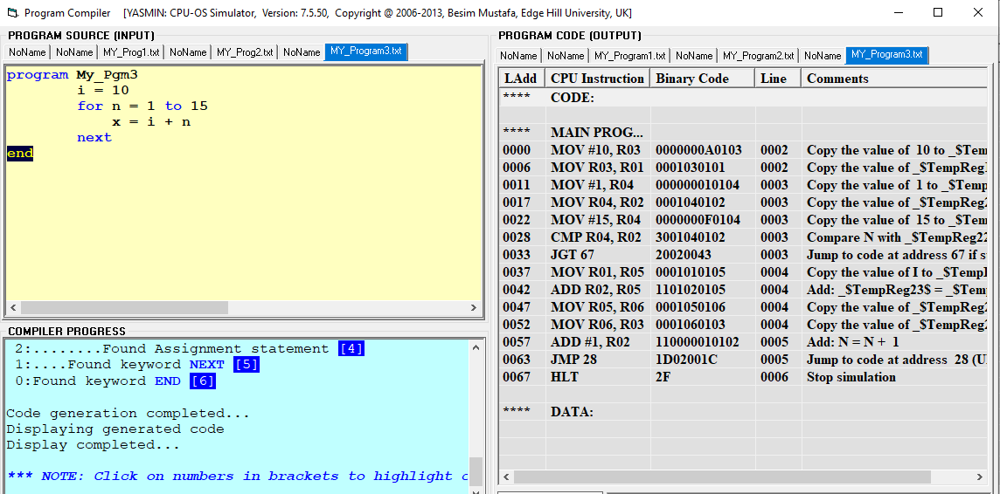 Program Compiler [YASMIN: CPU-OS Simulator, Version: 7.5.50, Copyright @ 2006-2013, Besim Mustafa, Edge Hill University, UK]
PROGRAM SOURCE (INPUT)
NoName NoName MY_Prog1.txt NoName MY_Prog2.txt NoName MY_Program3.txt
program My_Pgm3
i = 10
for n = 1 to 15
x = i + n
next
end
COMPILER PROGRESS
2:........Found Assignment statement [4]
1:....Found keyword NEXT [5]
0:Found keyword END [6]
Code generation completed...
Displaying generated code
Display completed...
*** NOTE: Click on numbers in brackets to highlight c
PROGRAM CODE (OUTPUT)
NoName NoName MY_Program1.txt NoName MY_Program2.txt NoName MY_Program3.txt
LAdd CPU Instruction Binary Code Line Comments
**** CODE:
**** MAIN PROG...
0000 MOV #10, R03 0000000A0103 0002 Copy the value of 10 to _$Tem
0006 MOV R03, R01 0001030101 0002 Copy the value of _$TempReg
0011 MOV #1, R04 000000010104 0003 Copy the value of 1 to _$Temp
0017 MOV R04, R02 0001040102 0003 Copy the value of _$TempReg2
0022 MOV #15, R04 0000000F0104 0003 Copy the value of 15 to _$Tem
0028 CMP R04, R02 3001040102 0003 Compare N with _$TempReg22
0033 JGT 67 20020043 0003 Jump to code at address 67 if s
0037 MOV R01, R05 0001010105 0004 Copy the value of I to _$Temp
0042 ADD R02, R05 1101020105 0004 Add: _$TempReg23$ = _$Tem
0047 MOV R05, R06 0001050106 0004 Copy the value of _$TempReg2
0052 MOV R06, R03 0001060103 0004 Copy the value of _$TempReg2
0057 ADD #1, R02 110000010102 0005 Add: N = N + 1
0063 JMP 28 1D02001C 0005 Jump to code at address 28 (U
0067 HLT 2F 0006 Stop simulation
**** DATA: